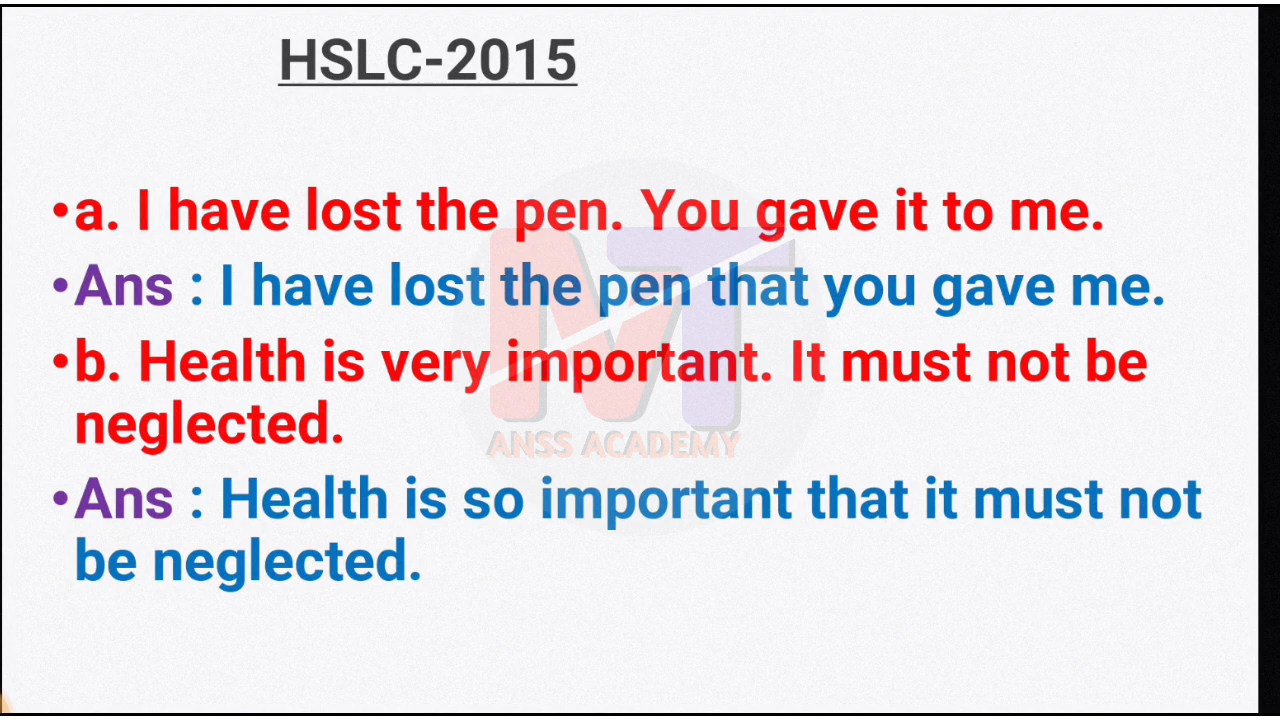 HSLC-2015
•a. I have lost the pen. You gave it to me.
•Ans : I have lost the pen that you gave me.
•b. Health is very important. It must not be
neglected.
ANSS ACADEMY
•Ans : Health is so important that it must not
be neglected.